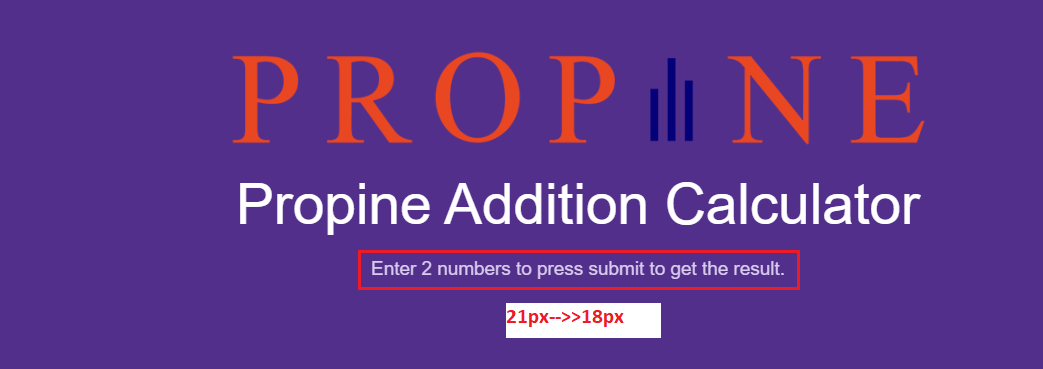 PROPINE
Propine Addition Calculator
Enter 2 numbers to press submit to get the result.
21px-->>18px